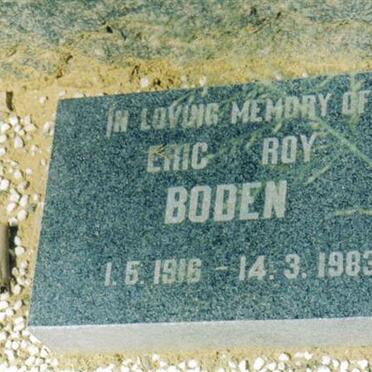 IN LOVING MEMORY OF
ERIC ROY
BODEN
1.5.1916 - 14.3.1983